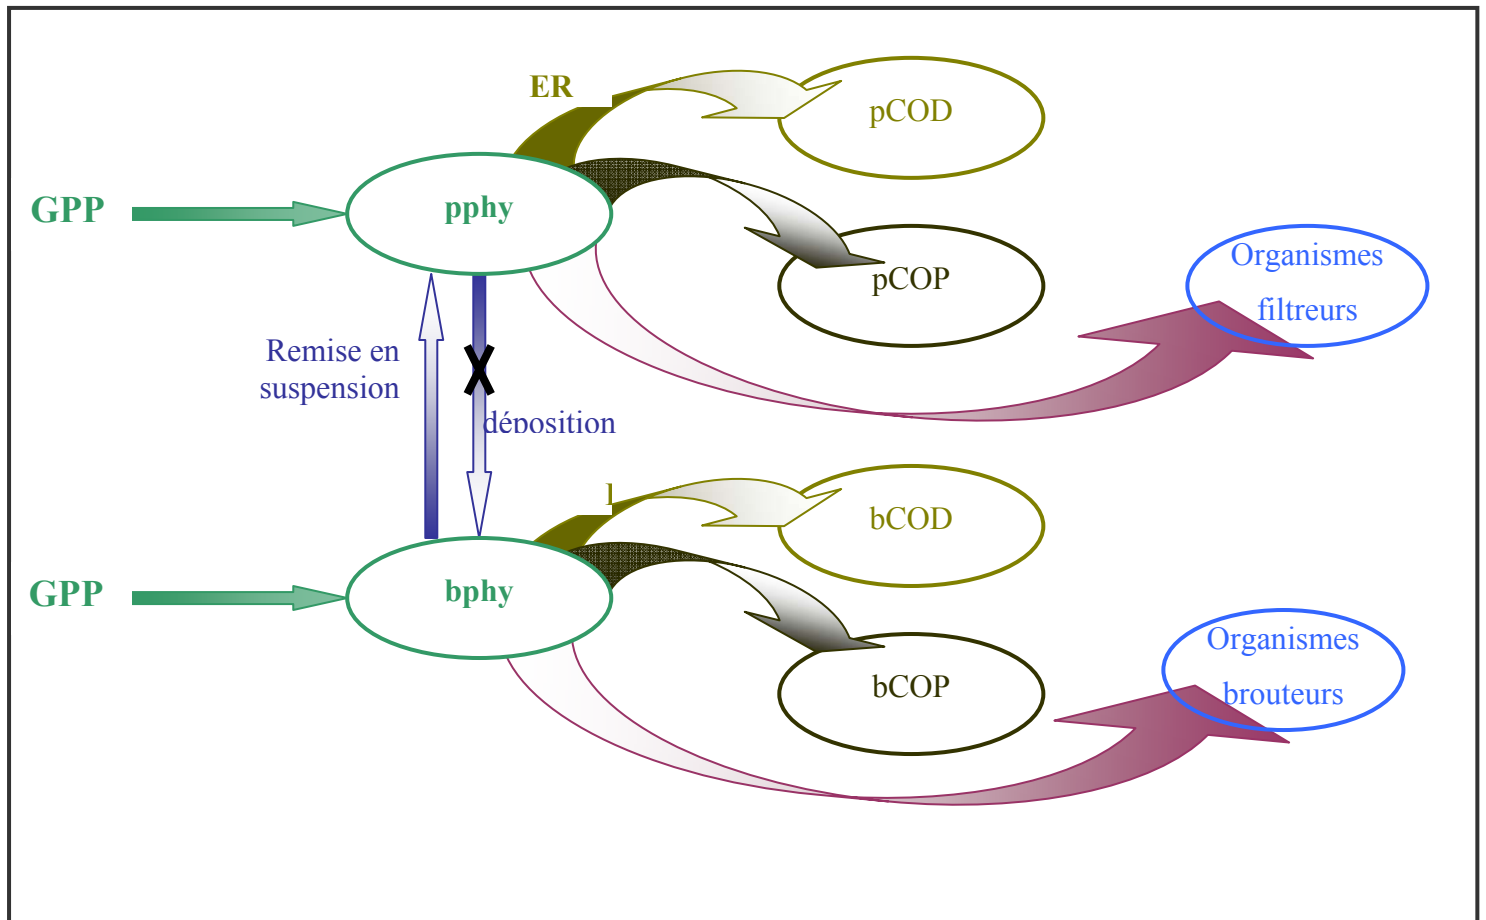 ER
pCOD
GPP
pphy
pCOP
Organismes
filtreurs
Remise en
suspension
déposition
bCOD
GPP
bphy
bCOP
Organismes
brouteurs